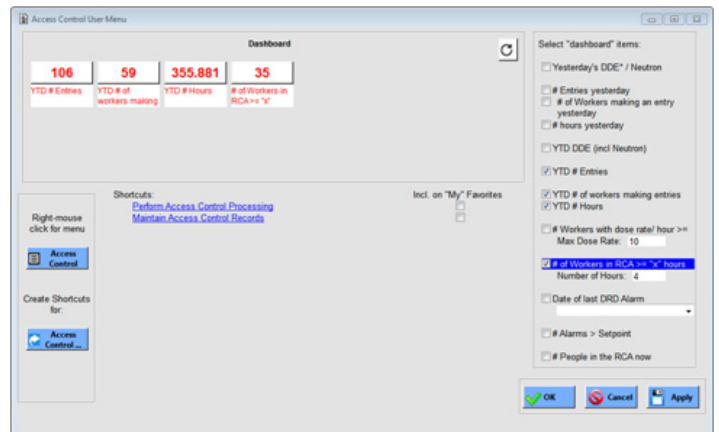 Access Control User Menu
Dashboard
106
59
355.881
35
YTD # Entries
YTD # of
workers making
YTD # Hours
# of Workers in
RCA>= "x"
Right-mouse
click for menu
Access
Control
Create Shortcuts
for:
Access
Control ...
Shortcuts:
Incl. on "My" Favorites
Perform Access Control Processing
Maintain Access Control Records
Select "dashboard" items:
Yesterday's DDE* / Neutron
# Entries yesterday
# of Workers making an entry
yesterday
# hours yesterday
YTD DDE (incl Neutron)
YTD # Entries
YTD # of workers making entries
YTD # Hours
# Workers with dose rate/ hour >=
Max Dose Rate: 10
# of Workers in RCA >= "x" hours
Number of Hours: 4
Date of last DRD Alarm
# Alarms > Setpoint
# People in the RCA now
OK
Cancel
Apply